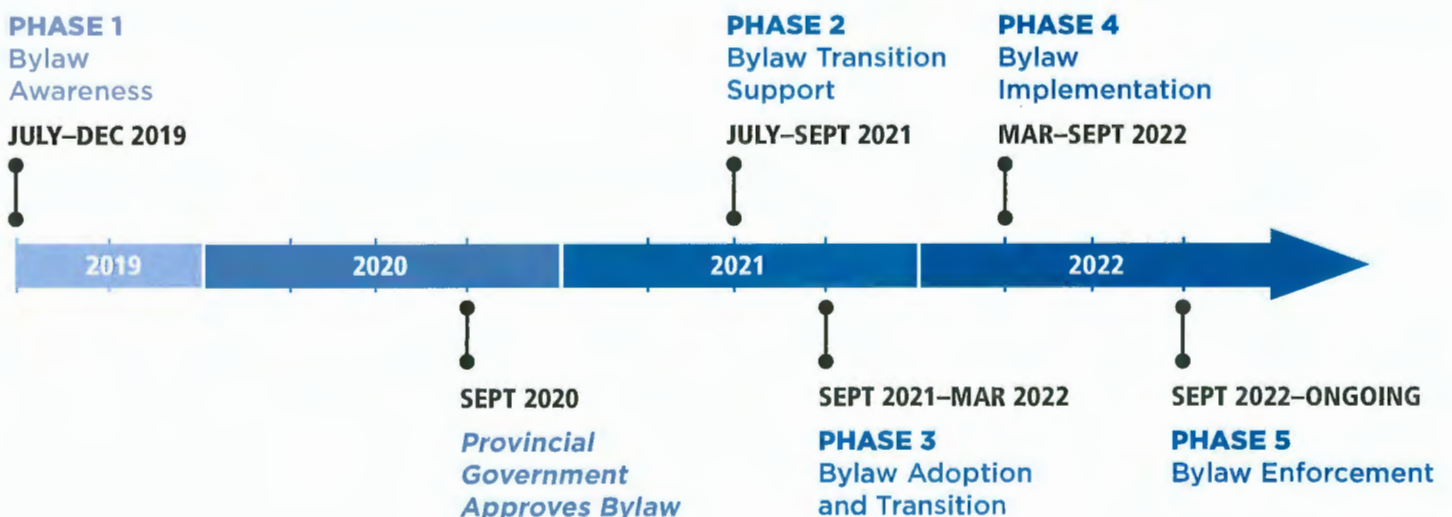 PHASE 1
Bylaw
Awareness
JULY–DEC 2019
PHASE 2
Bylaw Transition
Support
JULY–SEPT 2021
PHASE 4
Bylaw
Implementation
MAR–SEPT 2022
2019
2020
2021
2022
SEPT 2020
Provincial
Government
Approves Bylaw
SEPT 2021–MAR 2022
PHASE 3
Bylaw Adoption
and Transition
SEPT 2022–ONGOING
PHASE 5
Bylaw Enforcement